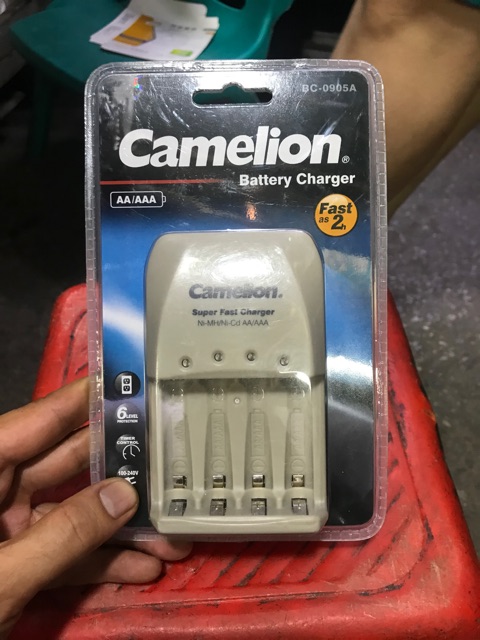 BC-0905A
Camelion®
Battery Charger
AA/AAA
Fast
as 2h
Camelion®
Super Fast Charger
Ni-MH/Ni-Cd AA/AAA
6 LEVEL
PROTECTION
TIMER
CONTROL
100-240V